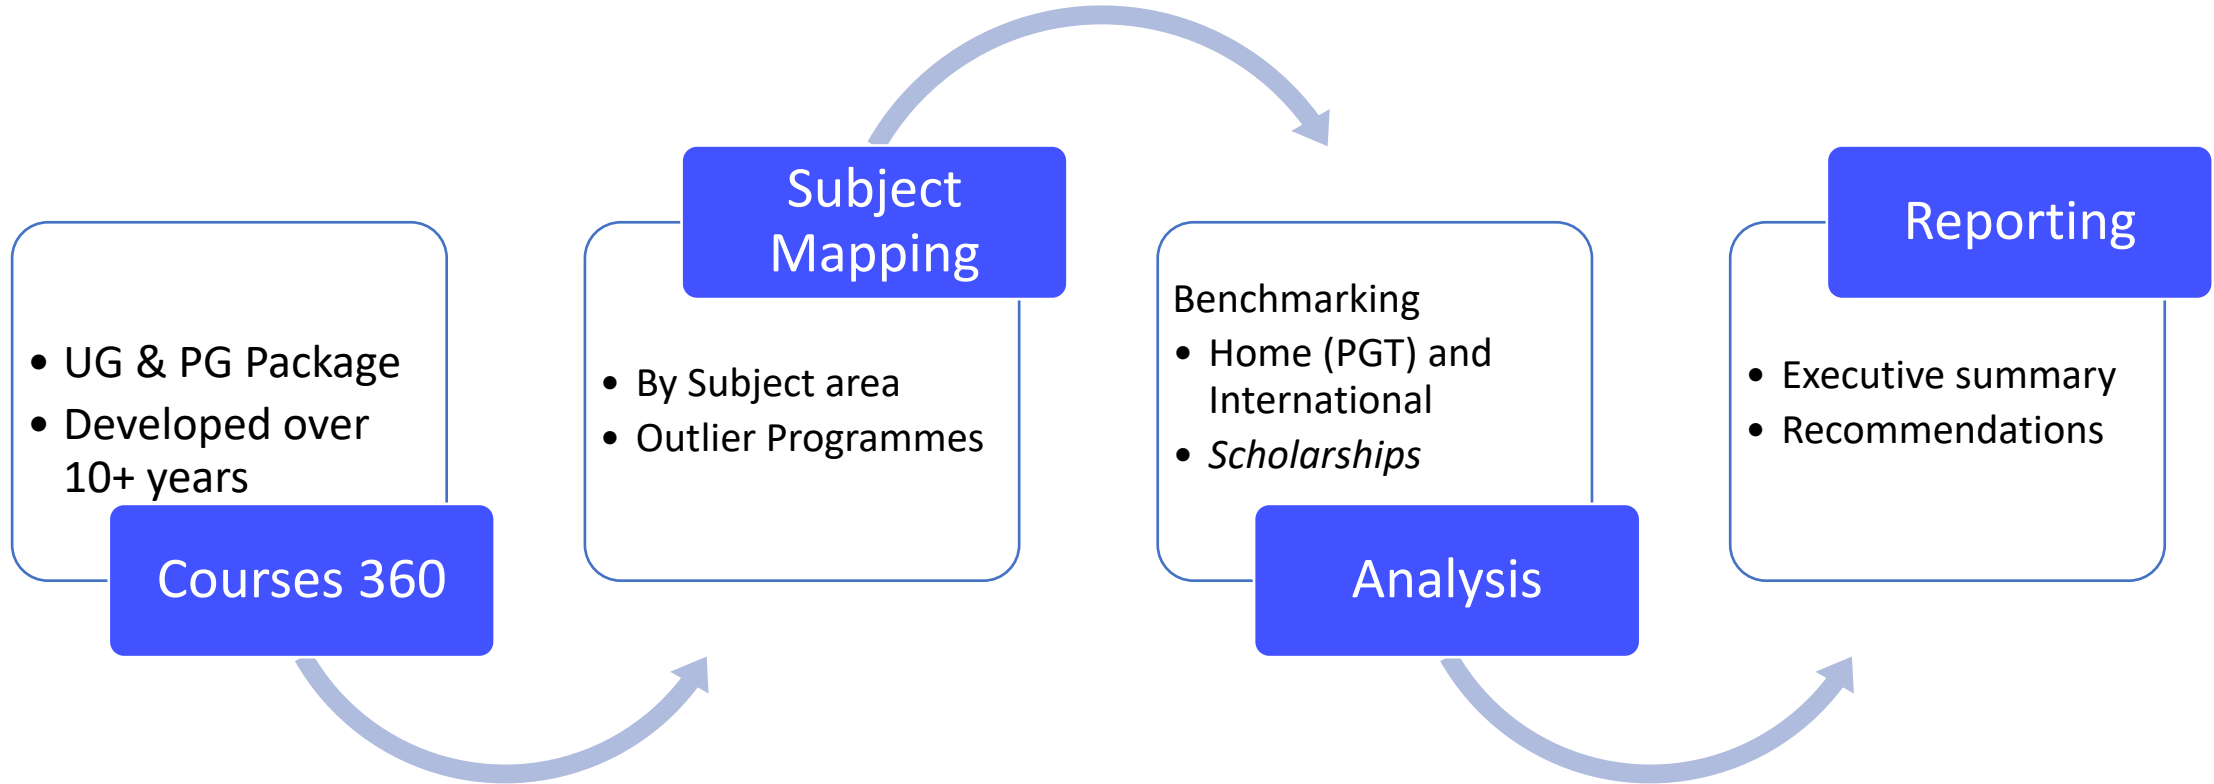 • UG & PG Package
• Developed over
10+ years
Courses 360
Subject
Mapping
• By Subject area
• Outlier Programmes
Benchmarking
• Home (PGT) and
International
• Scholarships
Analysis
Reporting
• Executive summary
• Recommendations